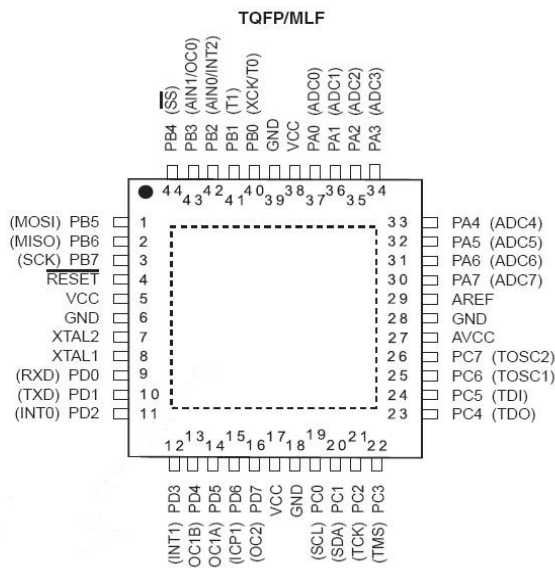 TQFP/MLF
PB4 (SS)
PB3 (AIN1/OC0)
PB2 (AIN0/INT2)
PB1 (T1)
PB0 (XCK/T0)
GND
VCC
PA0 (ADC0)
PA1 (ADC1)
PA2 (ADC2)
PA3 (ADC3)
44 43 42 41 40 39 38 37 36 35 34
(MOSI) PB5 1
(MISO) PB6 2
(SCK) PB7 3
RESET 4
VCC 5
GND 6
XTAL2 7
XTAL1 8
(RXD) PD0 9
(TXD) PD1 10
(INT0) PD2 11
33 PA4 (ADC4)
32 PA5 (ADC5)
31 PA6 (ADC6)
30 PA7 (ADC7)
29 AREF
28 GND
27 AVCC
26 PC7 (TOSC2)
25 PC6 (TOSC1)
24 PC5 (TDI)
23 PC4 (TDO)
12 13 14 15 16 17 18 19 20 21 22
(INT1) PD3
(OC1B) PD4
(OC1A) PD5
(ICP1) PD6
(OC2) PD7
VCC
GND
(SCL) PC0
(SDA) PC1
(TCK) PC2
(TMS) PC3